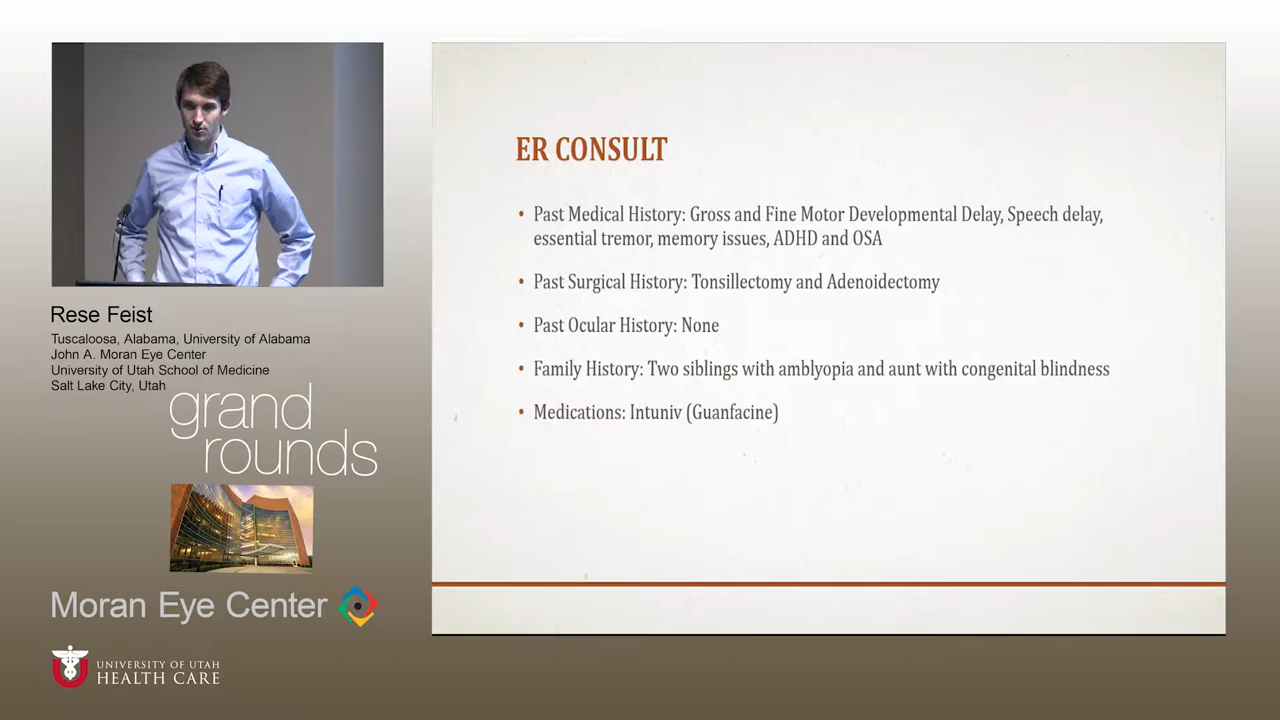 ER CONSULT
• Past Medical History: Gross and Fine Motor Developmental Delay, Speech delay,
essential tremor, memory issues, ADHD and OSA
• Past Surgical History: Tonsillectomy and Adenoidectomy
• Past Ocular History: None
• Family History: Two siblings with amblyopia and aunt with congenital blindness
• Medications: Intuniv (Guanfacine)
Rese Feist
Tuscaloosa, Alabama, University of Alabama
John A. Moran Eye Center
University of Utah School of Medicine
Salt Lake City, Utah
grand
rounds
Moran Eye Center
UNIVERSITY OF UTAH
HEALTH CARE